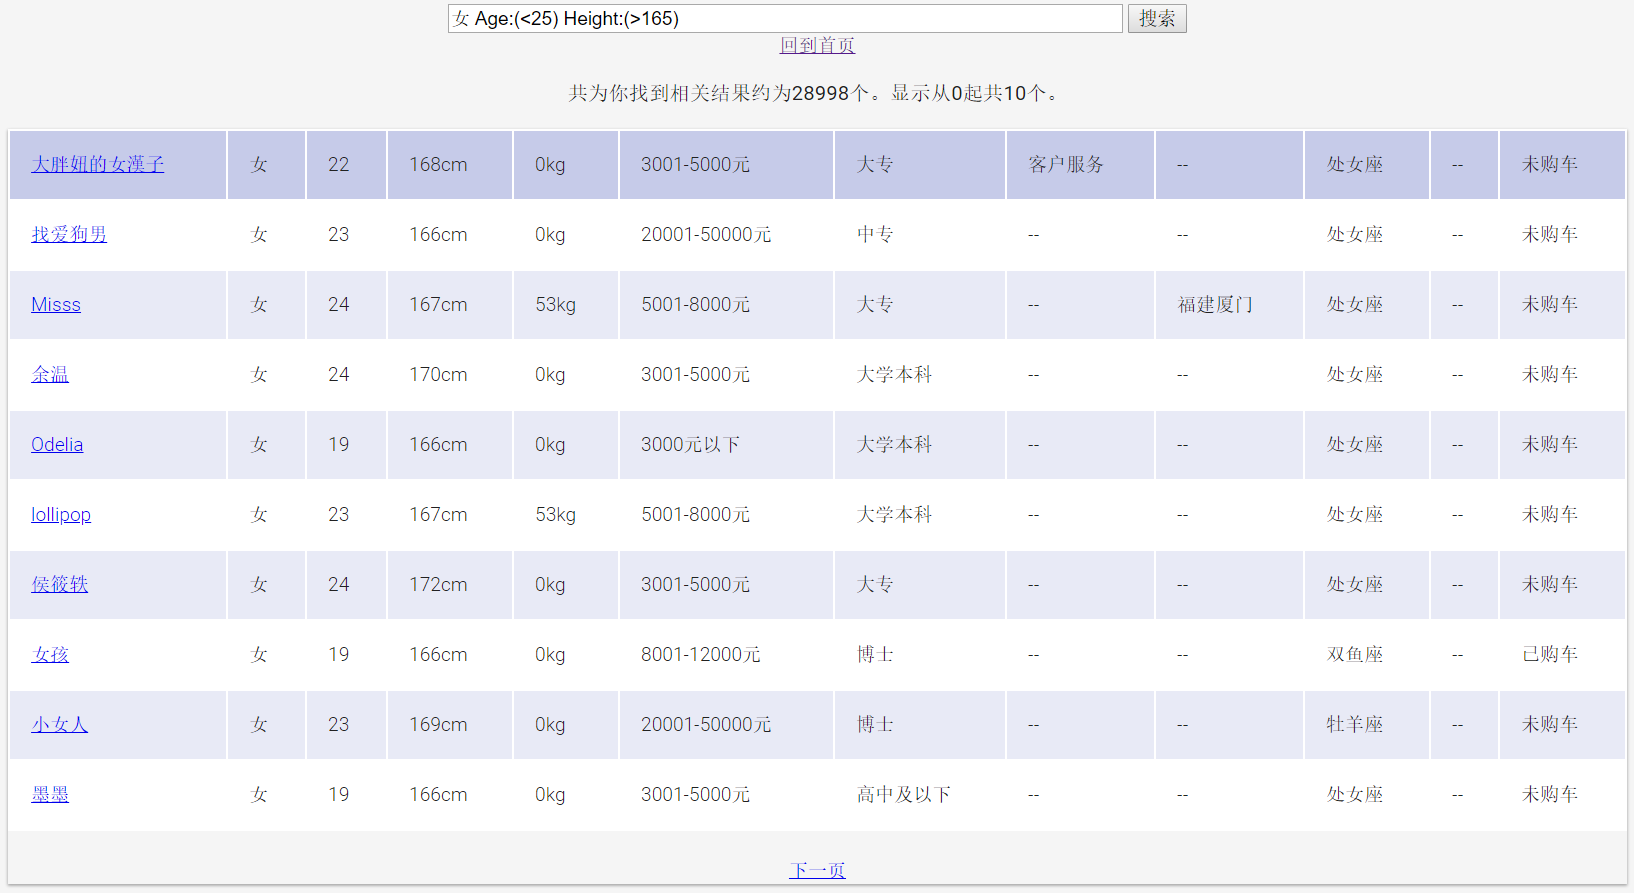 女 Age:(<25) Height:(>165) 搜索
回到首页
共为你找到相关结果约为28998个。显示从0起共10个。
大胖妞的女漢子 女 22 168cm 0kg 3001-5000元 大专 客户服务 -- 处女座 -- 未购车
找爱狗男 女 23 166cm 0kg 20001-50000元 中专 -- -- 处女座 -- 未购车
Misss 女 24 167cm 53kg 5001-8000元 大专 -- 福建厦门 处女座 -- 未购车
余温 女 24 170cm 0kg 3001-5000元 大学本科 -- -- 处女座 -- 未购车
Odelia 女 19 166cm 0kg 3000元以下 大学本科 -- -- 处女座 -- 未购车
lollipop 女 23 167cm 53kg 5001-8000元 大学本科 -- -- 处女座 -- 未购车
侯筱轶 女 24 172cm 0kg 3001-5000元 大专 -- -- 处女座 -- 未购车
女孩 女 19 166cm 0kg 8001-12000元 博士 -- -- 双鱼座 -- 已购车
小女人 女 23 169cm 0kg 20001-50000元 博士 -- -- 牡羊座 -- 未购车
墨墨 女 19 166cm 0kg 3001-5000元 高中及以下 -- -- 处女座 -- 未购车
下一页